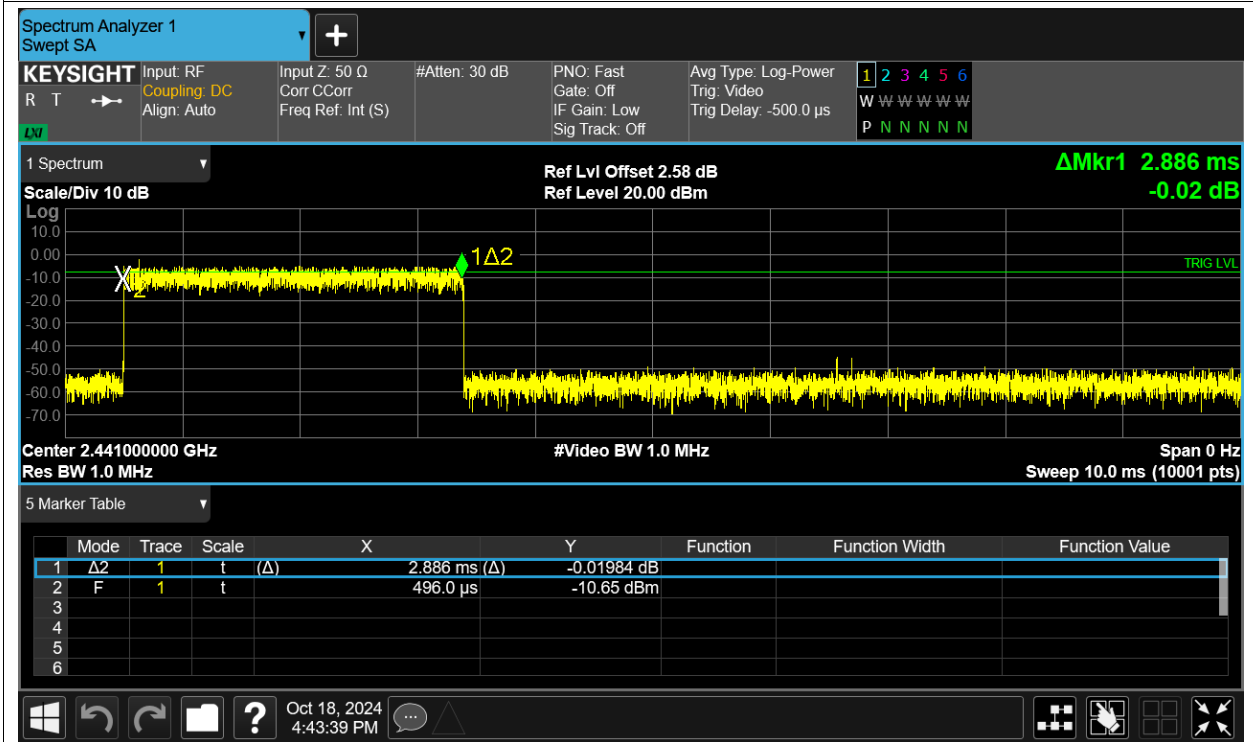 Spectrum Analyzer 1
Swept SA
KEYSIGHT
R T
LXI
Input: RF
Coupling: DC
Align: Auto
Input Z: 50 Ω
Corr CCorr
Freq Ref: Int (S)
#Atten: 30 dB
PNO: Fast
Gate: Off
IF Gain: Low
Sig Track: Off
Avg Type: Log-Power
Trig: Video
Trig Delay: -500.0 µs
1 2 3 4 5 6
W W W W W W
P N N N N N
1 Spectrum
Scale/Div 10 dB
Ref Lvl Offset 2.58 dB
Ref Level 20.00 dBm
ΔMkr1 2.886 ms
-0.02 dB
Log
10.0
0.00
-10.0
-20.0
-30.0
-40.0
-50.0
-60.0
-70.0
1Δ2
X2
TRIG LVL
Center 2.441000000 GHz
Res BW 1.0 MHz
#Video BW 1.0 MHz
Span 0 Hz
Sweep 10.0 ms (10001 pts)
5 Marker Table
Mode Trace Scale X Y Function Function Width Function Value
1 Δ2 1 t (Δ) 2.886 ms (Δ) -0.01984 dB
2 F 1 t 496.0 µs -10.65 dBm
3
4
5
6
?
Oct 18, 2024
4:43:39 PM